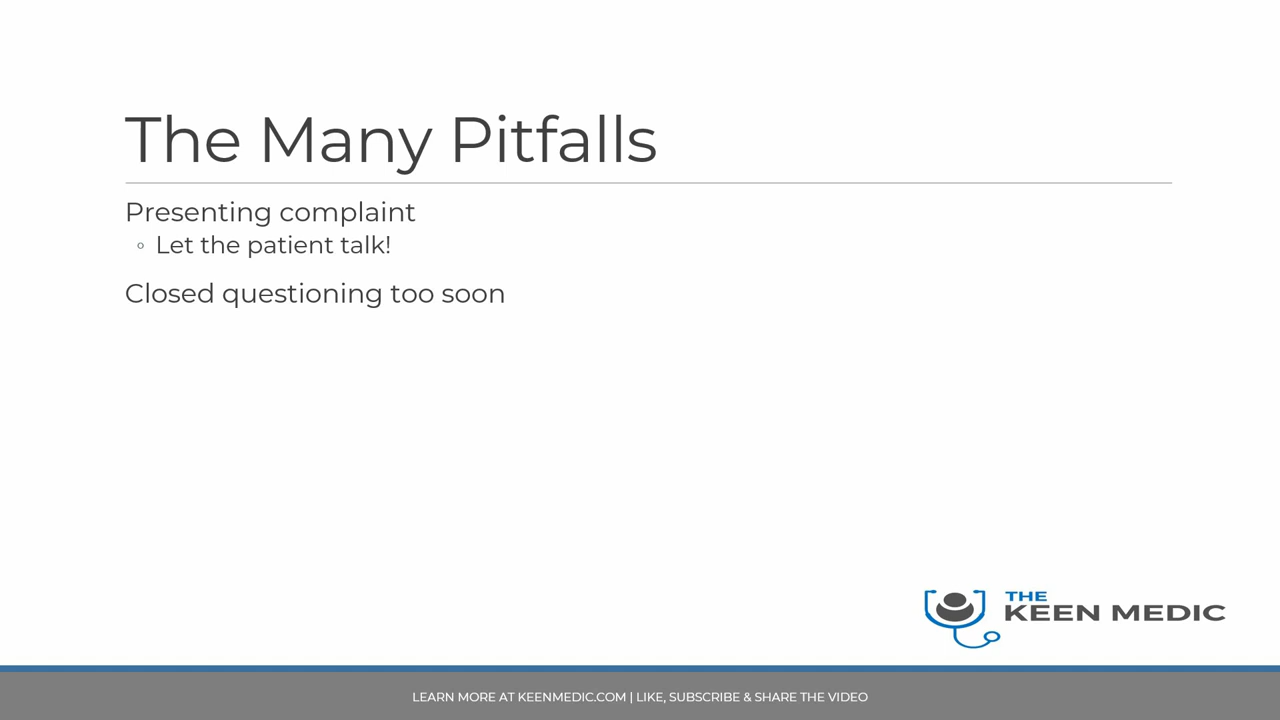 The Many Pitfalls
Presenting complaint
◦ Let the patient talk!
Closed questioning too soon
THE
KEEN MEDIC
LEARN MORE AT KEENMEDIC.COM | LIKE, SUBSCRIBE & SHARE THE VIDEO